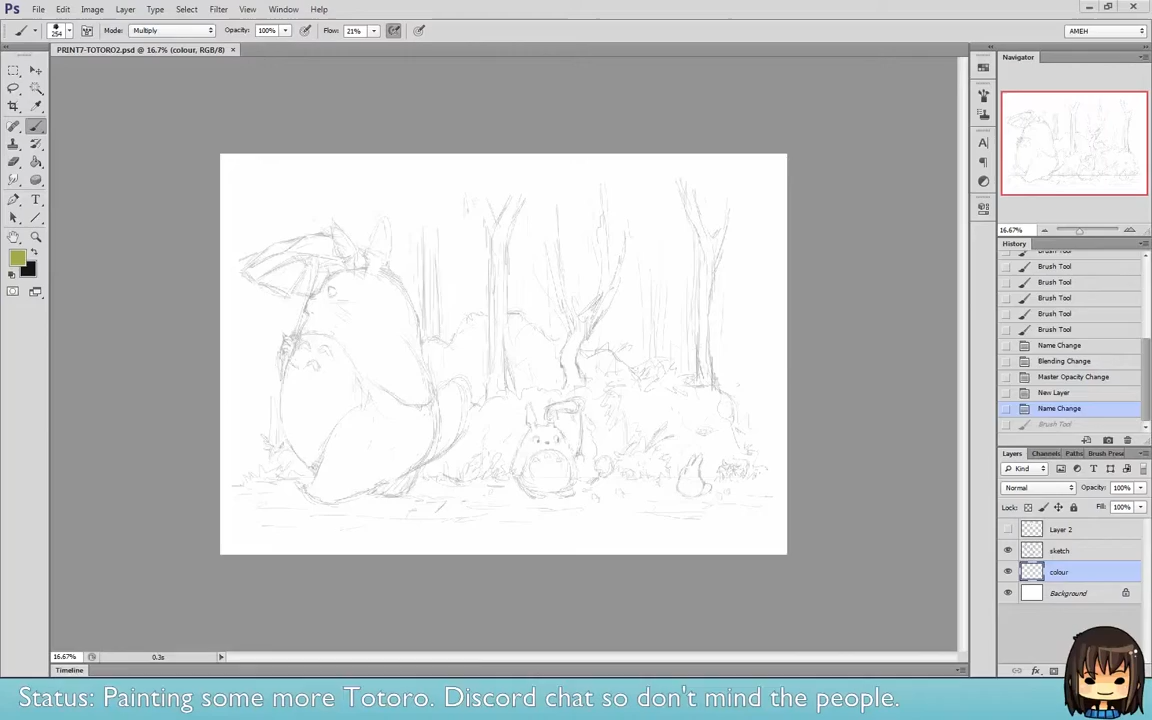 Ps File Edit Image Layer Type Select Filter View Window Help
254 Mode: Multiply Opacity: 100% Flow: 21% AMEH
PRINT7-TOTORO2.psd @ 16.7% (colour, RGB/8) ×
Navigator
16.67%
History
Brush Tool
Brush Tool
Brush Tool
Brush Tool
Brush Tool
Brush Tool
Name Change
Blending Change
Master Opacity Change
New Layer
Name Change
Brush Tool
Layers Channels Paths Brush Prese
Kind
Normal Opacity: 100%
Lock: Fill: 100%
Layer 2
sketch
colour
Background
16.67% 0.3s
Timeline
Status: Painting some more Totoro. Discord chat so don't mind the people.